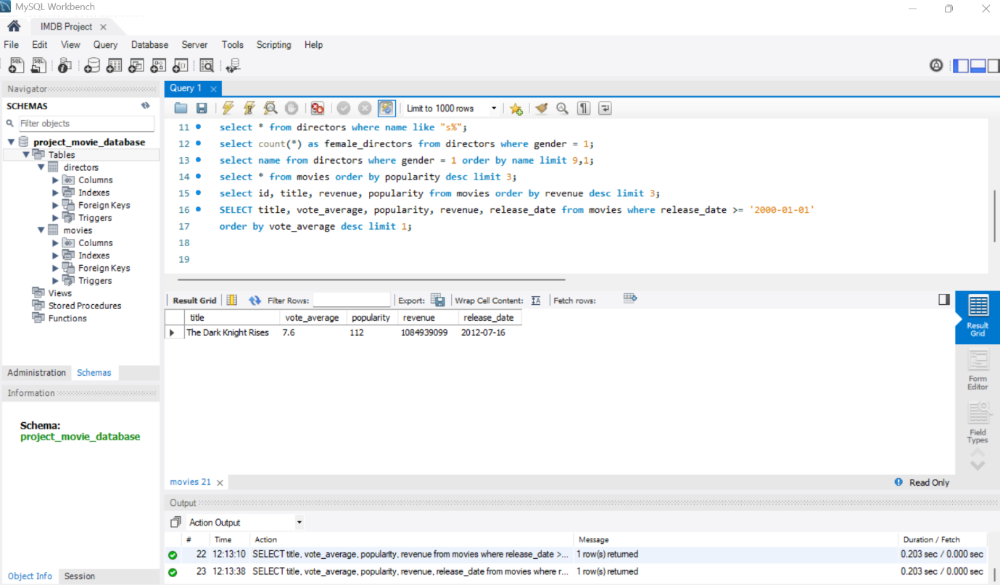 MySQL Workbench
IMDB Project
File Edit View Query Database Server Tools Scripting Help
Navigator
SCHEMAS
Filter objects
project_movie_database
Tables
directors
Columns
Indexes
Foreign Keys
Triggers
movies
Columns
Indexes
Foreign Keys
Triggers
Views
Stored Procedures
Functions
Administration Schemas
Information
Schema:
project_movie_database
Object Info Session
Query 1
Limit to 1000 rows
11 select * from directors where name like "s%";
12 select count(*) as female_directors from directors where gender = 1;
13 select name from directors where gender = 1 order by name limit 9,1;
14 select * from movies order by popularity desc limit 3;
15 select id, title, revenue, popularity from movies order by revenue desc limit 3;
16 SELECT title, vote_average, popularity, revenue, release_date from movies where release_date >= '2000-01-01'
17 order by vote_average desc limit 1;
18
19
Result Grid Filter Rows: Export: Wrap Cell Content: Fetch rows:
title vote_average popularity revenue release_date
The Dark Knight Rises 7.6 112 1084939099 2012-07-16
Result
Grid
Form
Editor
Field
Types
movies 21
Read Only
Output
Action Output
# Time Action Message Duration / Fetch
22 12:13:10 SELECT title, vote_average, popularity, revenue from movies where release_date >... 1 row(s) returned 0.203 sec / 0.000 sec
23 12:13:38 SELECT title, vote_average, popularity, revenue, release_date from movies where r... 1 row(s) returned 0.203 sec / 0.000 sec